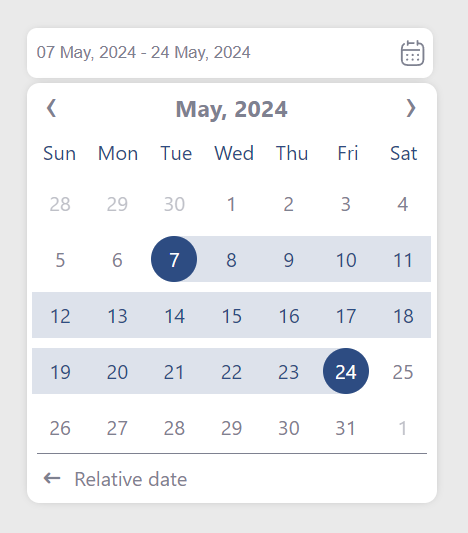 07 May, 2024 - 24 May, 2024
May, 2024
Sun Mon Tue Wed Thu Fri Sat
28 29 30 1 2 3 4
5 6 7 8 9 10 11
12 13 14 15 16 17 18
19 20 21 22 23 24 25
26 27 28 29 30 31 1
Relative date